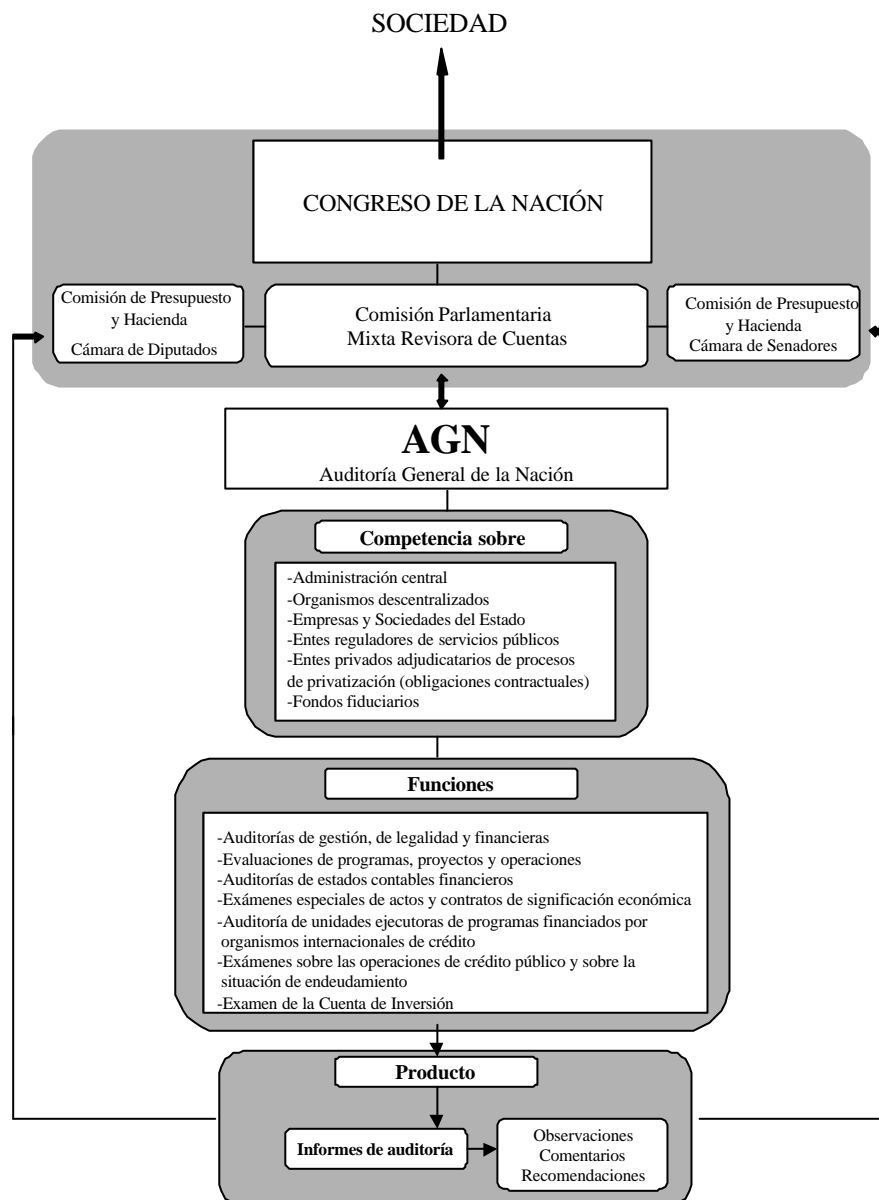 SOCIEDAD
CONGRESO DE LA NACIÓN
Comisión de Presupuesto
y Hacienda
Cámara de Diputados
Comisión Parlamentaria
Mixta Revisora de Cuentas
Comisión de Presupuesto
y Hacienda
Cámara de Senadores
AGN
Auditoría General de la Nación
Competencia sobre
-Administración central
-Organismos descentralizados
-Empresas y Sociedades del Estado
-Entes reguladores de servicios públicos
-Entes privados adjudicatarios de procesos
de privatización (obligaciones contractuales)
-Fondos fiduciarios
Funciones
-Auditorías de gestión, de legalidad y financieras
-Evaluaciones de programas, proyectos y operaciones
-Auditorías de estados contables financieros
-Exámenes especiales de actos y contratos de significación económica
-Auditoría de unidades ejecutoras de programas financiados por
organismos internacionales de crédito
-Exámenes sobre las operaciones de crédito público y sobre la
situación de endeudamiento
-Examen de la Cuenta de Inversión
Producto
Informes de auditoría
Observaciones
Comentarios
Recomendaciones